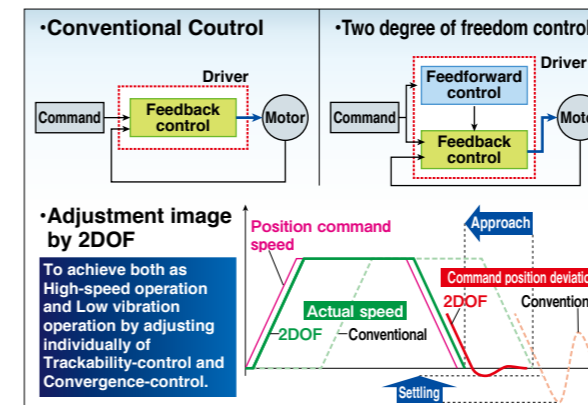 •Conventional Coutrol
Driver
Command
Feedback
control
Motor
•Two degree of freedom control
Driver
Feedforward
control
Command
Feedback
control
•Adjustment image
by 2DOF
To achieve both as
High-speed operation
and Low vibration
operation by adjusting
individually of
Trackability-control and
Convergence-control.
Position command
speed
Approach
Command position
Actual speed
2DOF
Conventional
2DOF
Settling